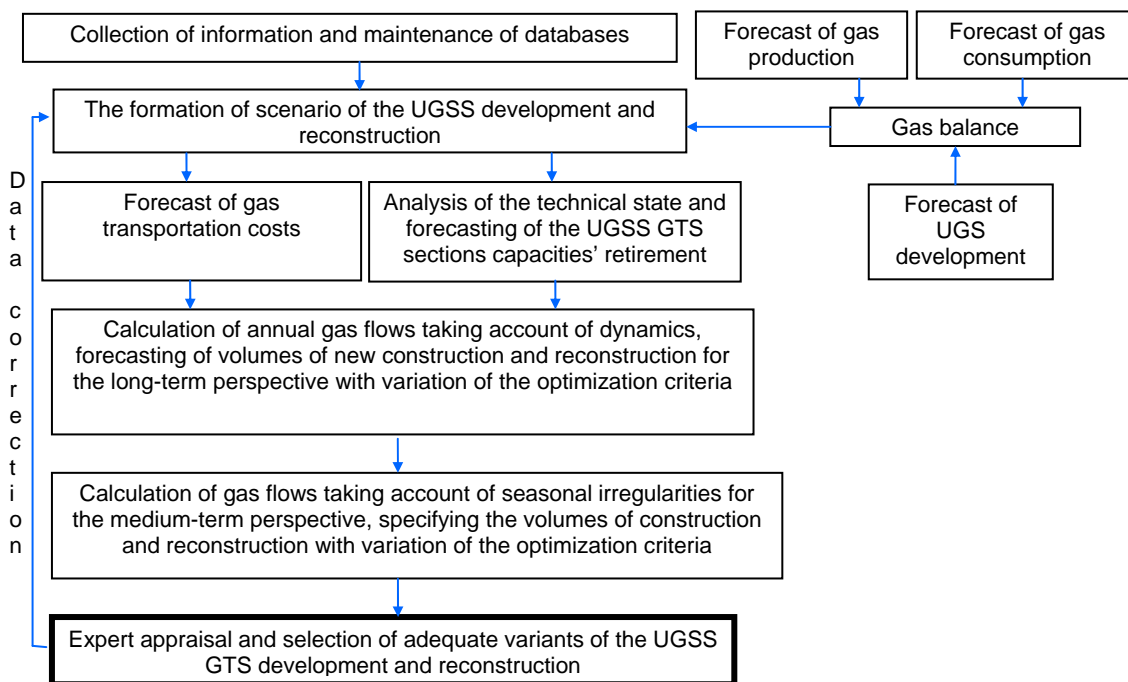 Collection of information and maintenance of databases
Forecast of gas
production
Forecast of gas
consumption
The formation of scenario of the UGSS development and
reconstruction
Gas balance
Data correction
Forecast of gas
transportation costs
Analysis of the technical state and
forecasting of the UGSS GTS
sections capacities’ retirement
Forecast of
UGS
development
Calculation of annual gas flows taking account of dynamics,
forecasting of volumes of new construction and reconstruction for
the long-term perspective with variation of the optimization criteria
Calculation of gas flows taking account of seasonal irregularities for
the medium-term perspective, specifying the volumes of construction
and reconstruction with variation of the optimization criteria
Expert appraisal and selection of adequate variants of the UGSS
GTS development and reconstruction